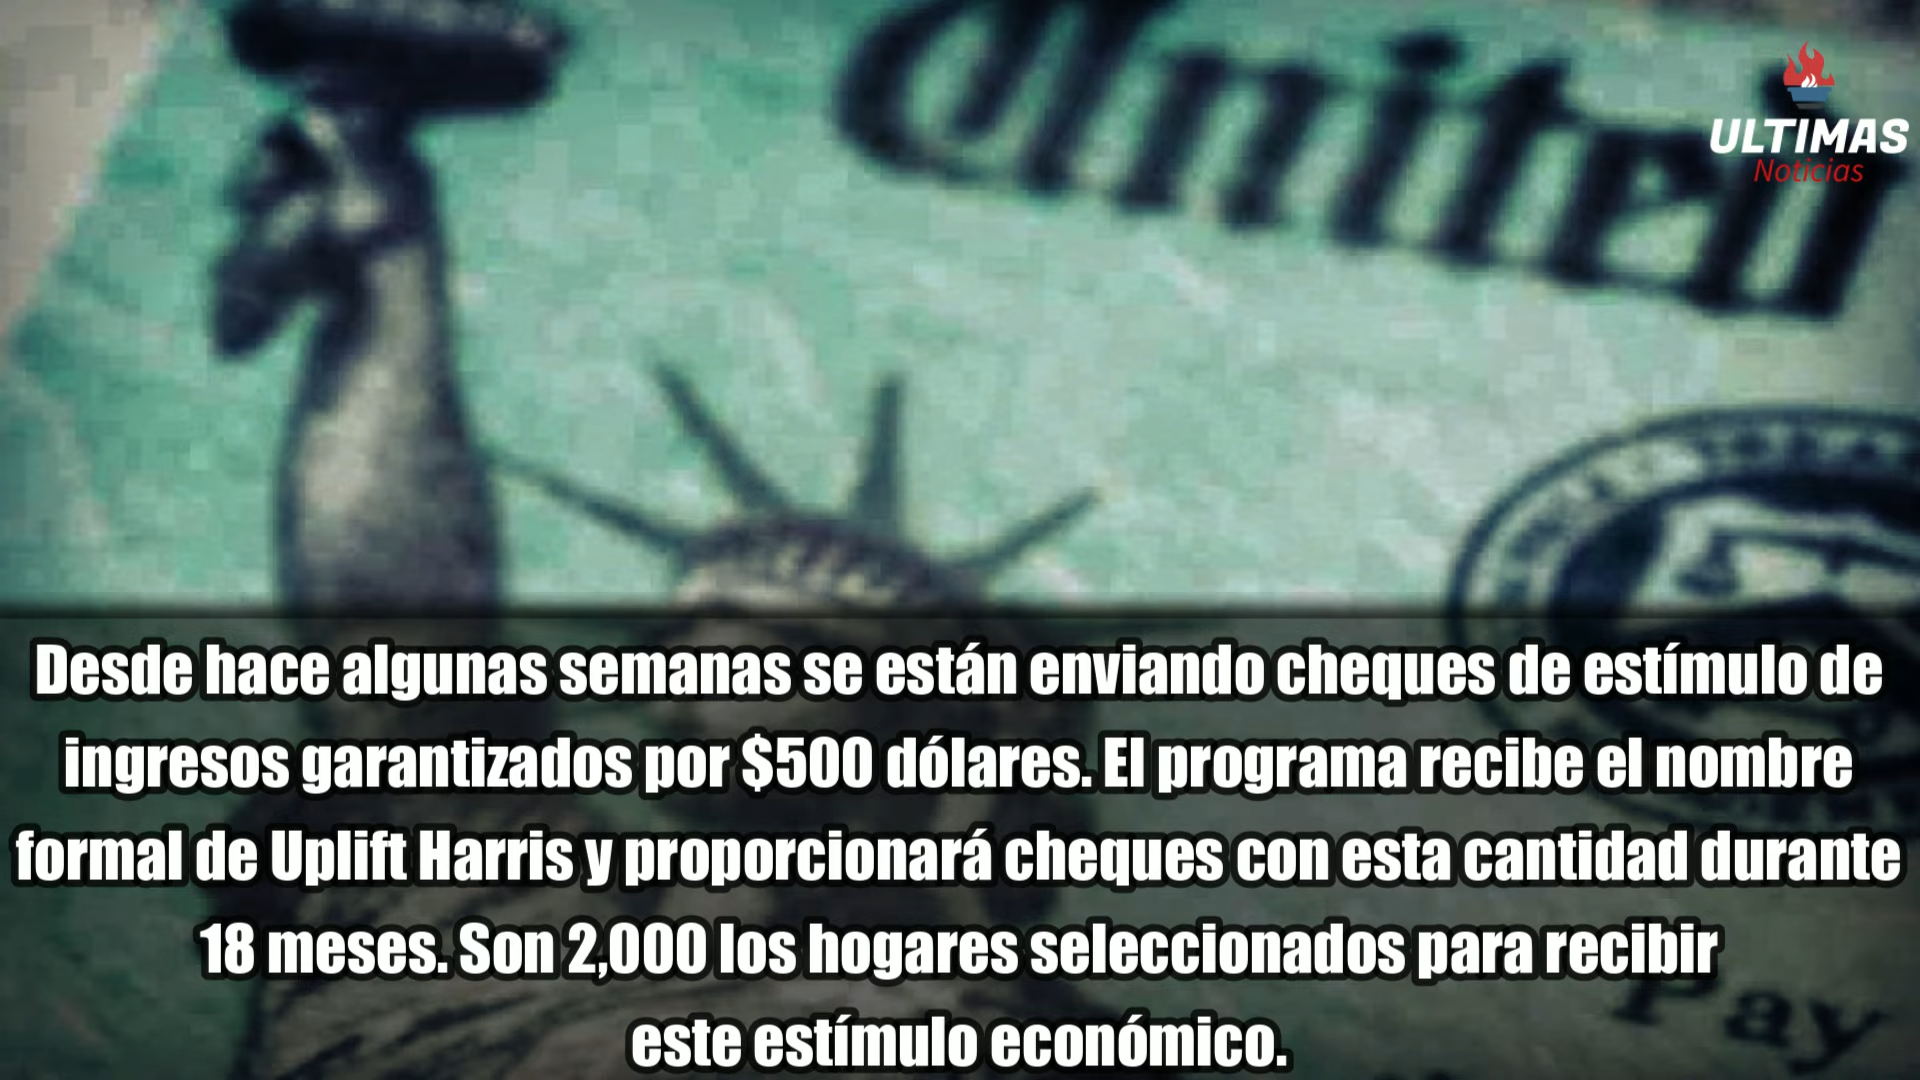 United
ULTIMAS
Noticias
Desde hace algunas semanas se están enviando cheques de estímulo de
ingresos garantizados por $500 dólares. El programa recibe el nombre
formal de Uplift Harris y proporcionará cheques con esta cantidad durante
18 meses. Son 2,000 los hogares seleccionados para recibir
este estímulo económico.
Pay